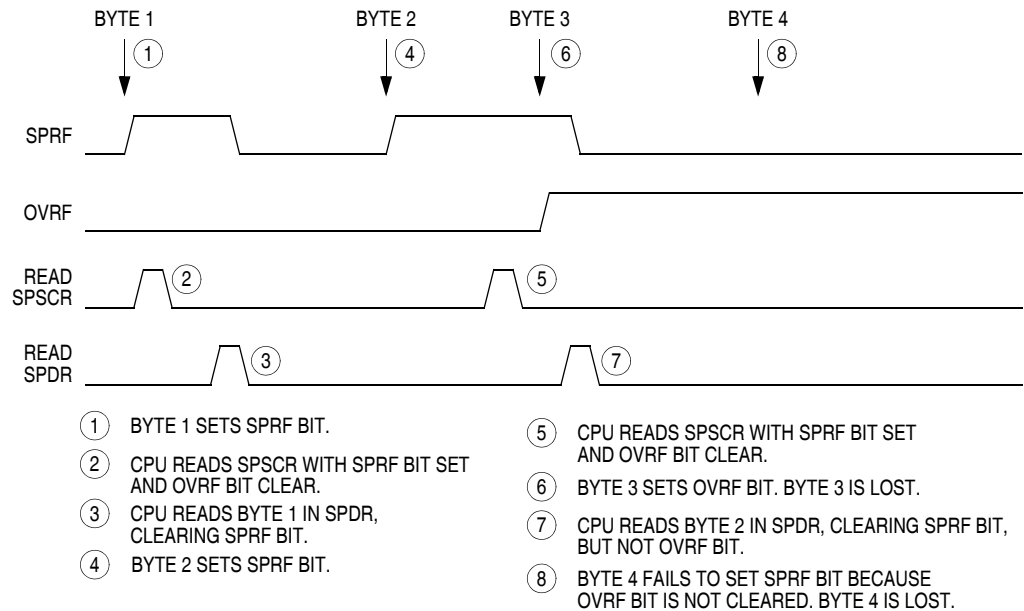 BYTE 1 BYTE 2 BYTE 3 BYTE 4
1 4 6 8
SPRF
OVRF
READ
SPSCR
2 5
READ
SPDR
3 7
1 BYTE 1 SETS SPRF BIT.
2 CPU READS SPSCR WITH SPRF BIT SET
AND OVRF BIT CLEAR.
3 CPU READS BYTE 1 IN SPDR,
CLEARING SPRF BIT.
4 BYTE 2 SETS SPRF BIT.
5 CPU READS SPSCR WITH SPRF BIT SET
AND OVRF BIT CLEAR.
6 BYTE 3 SETS OVRF BIT. BYTE 3 IS LOST.
7 CPU READS BYTE 2 IN SPDR, CLEARING SPRF BIT,
BUT NOT OVRF BIT.
8 BYTE 4 FAILS TO SET SPRF BIT BECAUSE
OVRF BIT IS NOT CLEARED. BYTE 4 IS LOST.